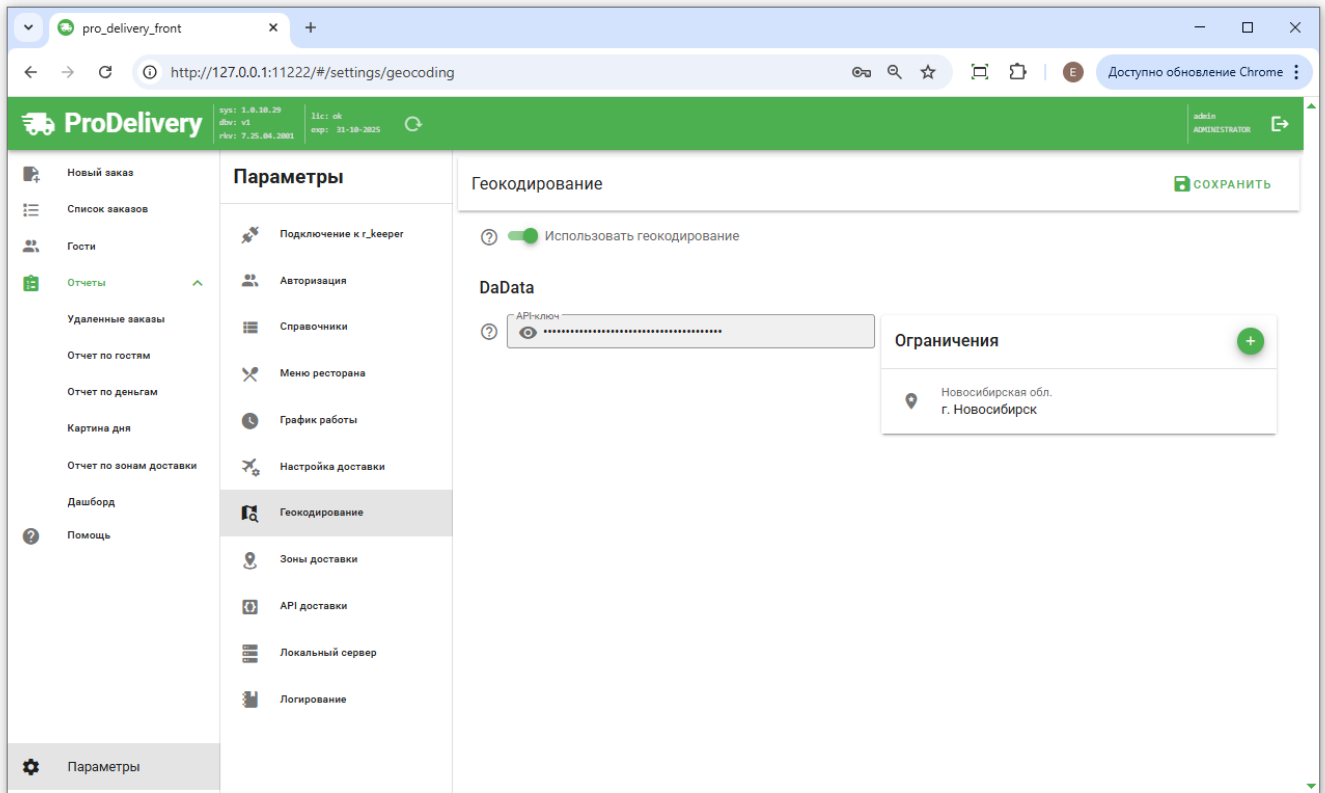 pro_delivery_front
http://127.0.0.1:11222/#/settings/geocoding
E
Доступно обновление Chrome
ProDelivery
sys: 1.0.10.29
dbv: v1
rkv: 7.25.04.2001
lic: ok
exp: 31-10-2025
admin
ADMINISTRATOR
Новый заказ
Список заказов
Гости
Отчеты
Удаленные заказы
Отчет по гостям
Отчет по деньгам
Картина дня
Отчет по зонам доставки
Дашборд
Помощь
Параметры
Параметры
Подключение к r_keeper
Авторизация
Справочники
Меню ресторана
График работы
Настройка доставки
Геокодирование
Зоны доставки
API доставки
Локальный сервер
Логирование
Геокодирование
СОХРАНИТЬ
Использовать геокодирование
DaData
API-ключ
Ограничения
Новосибирская обл.
г. Новосибирск